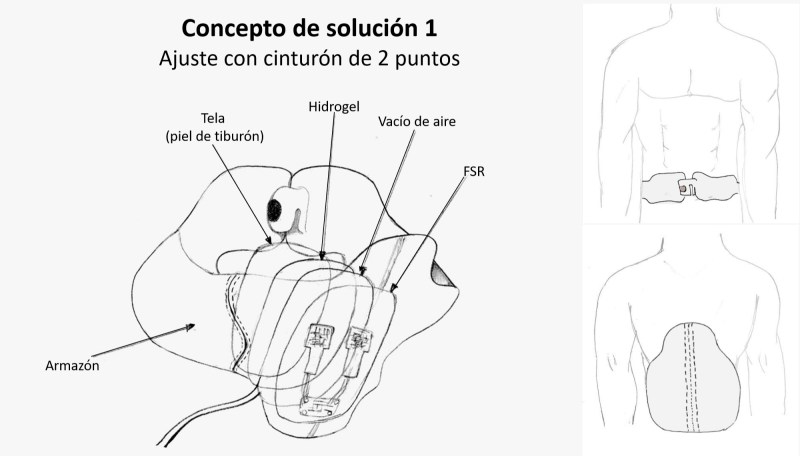 Concepto de solución 1
Ajuste con cinturón de 2 puntos
Hidrogel
Tela
(piel de tiburón)
Vacío de aire
FSR
Armazón